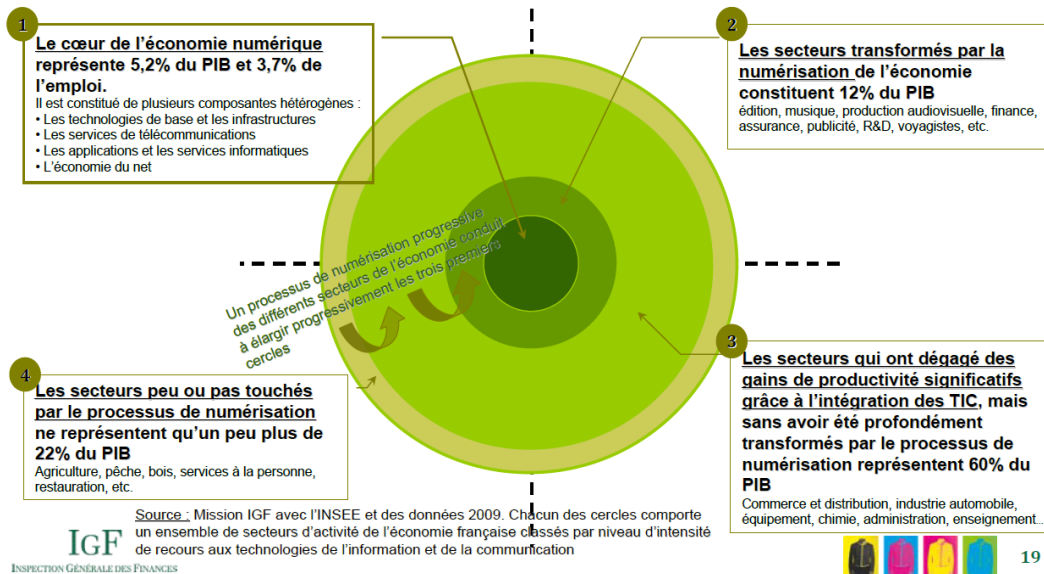 1
Le cœur de l'économie numérique
représente 5,2% du PIB et 3,7% de
l'emploi.
Il est constitué de plusieurs composantes hétérogènes :
• Les technologies de base et les infrastructures
• Les services de télécommunications
• Les applications et les services informatiques
• L'économie du net
2
Les secteurs transformés par la
numérisation de l'économie
constituent 12% du PIB
édition, musique, production audiovisuelle, finance,
assurance, publicité, R&D, voyagistes, etc.
Un processus de numérisation progressive
des différents secteurs de l'économie conduit
à élargir progressivement les trois premiers
cercles
3
Les secteurs qui ont dégagé des
gains de productivité significatifs
grâce à l'intégration des TIC, mais
sans avoir été profondément
transformés par le processus de
numérisation représentent 60% du
PIB
Commerce et distribution, industrie automobile,
équipement, chimie, administration, enseignement...
4
Les secteurs peu ou pas touchés
par le processus de numérisation
ne représentent qu'un peu plus de
22% du PIB
Agriculture, pêche, bois, services à la personne,
restauration, etc.
Source : Mission IGF avec l'INSEE et des données 2009. Chacun des cercles comporte
un ensemble de secteurs d'activité de l'économie française classés par niveau d'intensité
de recours aux technologies de l'information et de la communication
IGF
INSPECTION GÉNÉRALE DES FINANCES
19